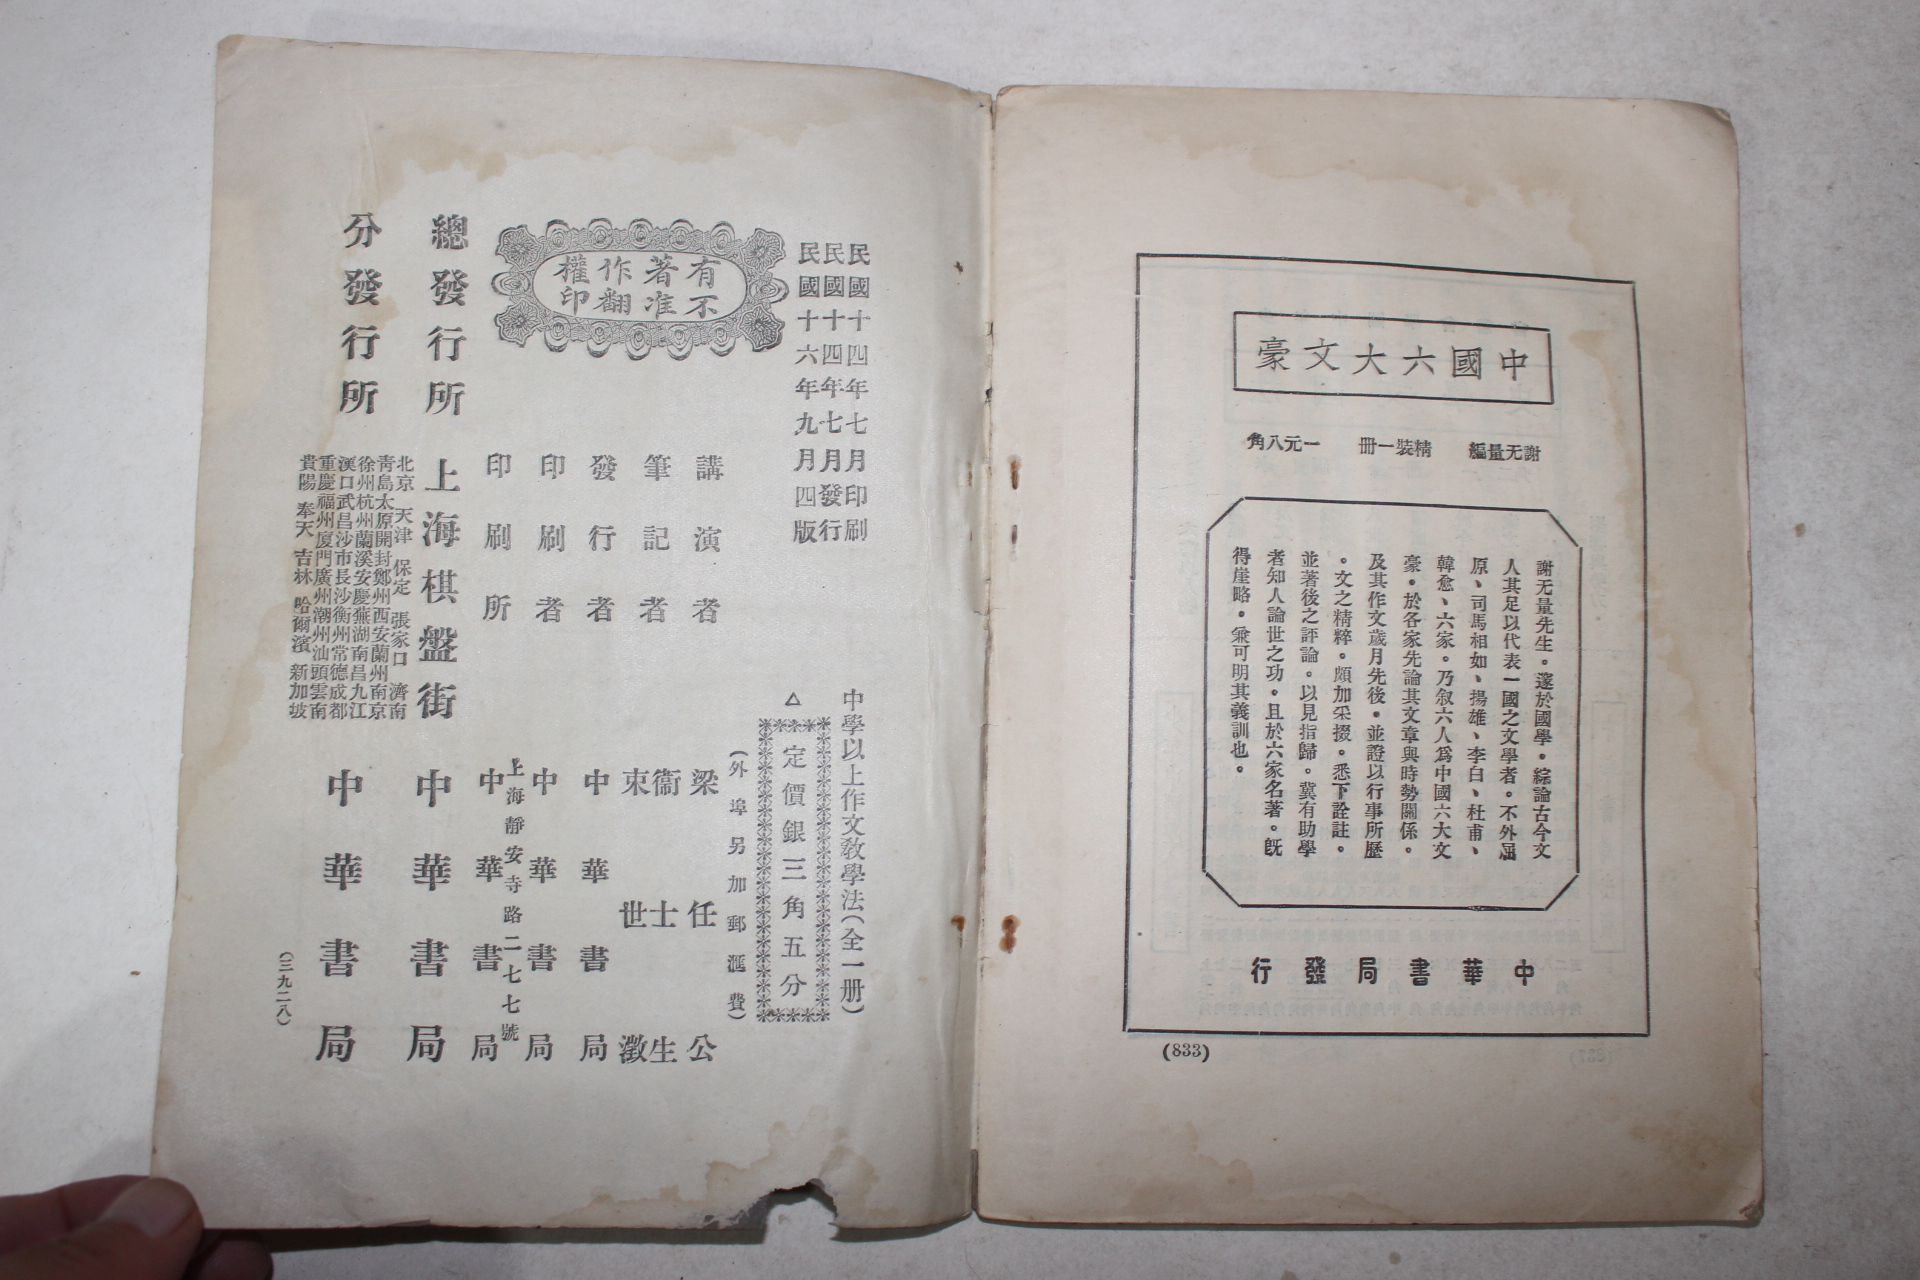 中國六大文豪
謝无量編　精裝一冊　一元八角
謝无量先生。邃於國學。綜論古今文
人其足以代表一國之文學者。不外屈
原、司馬相如、揚雄、李白、杜甫、
韓愈、六家。乃敘六人爲中國六大文
豪。於各家先論其文章與時勢關係。
及其作文歲月先後。並證以行事所歷
。文之精粹。頗加采掇。悉下詮註。
並著後之評論。以見指歸。冀有助學
者知人論世之功。且於六家名著。旣
得崖略。兼可明其義訓也。
中華書局發行
(833)
民國十四年七月印刷
民國十四年七月發行
民國十六年九月四版
有著作權
不准翻印
中學以上作文敎學法(全一册)
△定價銀三角五分
(外埠另加郵滙費)
講演者　梁任公
筆記者　衞士生
束世澂
發行者　中華書局
印刷者　中華書局
上海靜安寺路二七七號
印刷所　中華書局
總發行所　上海棋盤街　中華書局
分發行所
北京　天津　保定　張家口　濟南
靑島太原開封鄭州西安蘭州南京
徐州杭州蘭溪安慶蕪湖南昌九江
漢口武昌沙市長沙衡州常德成都
重慶福州廈門廣州潮州汕頭雲南
貴陽　奉天　吉林　哈爾濱　新加坡
中華書局
(三九二八)